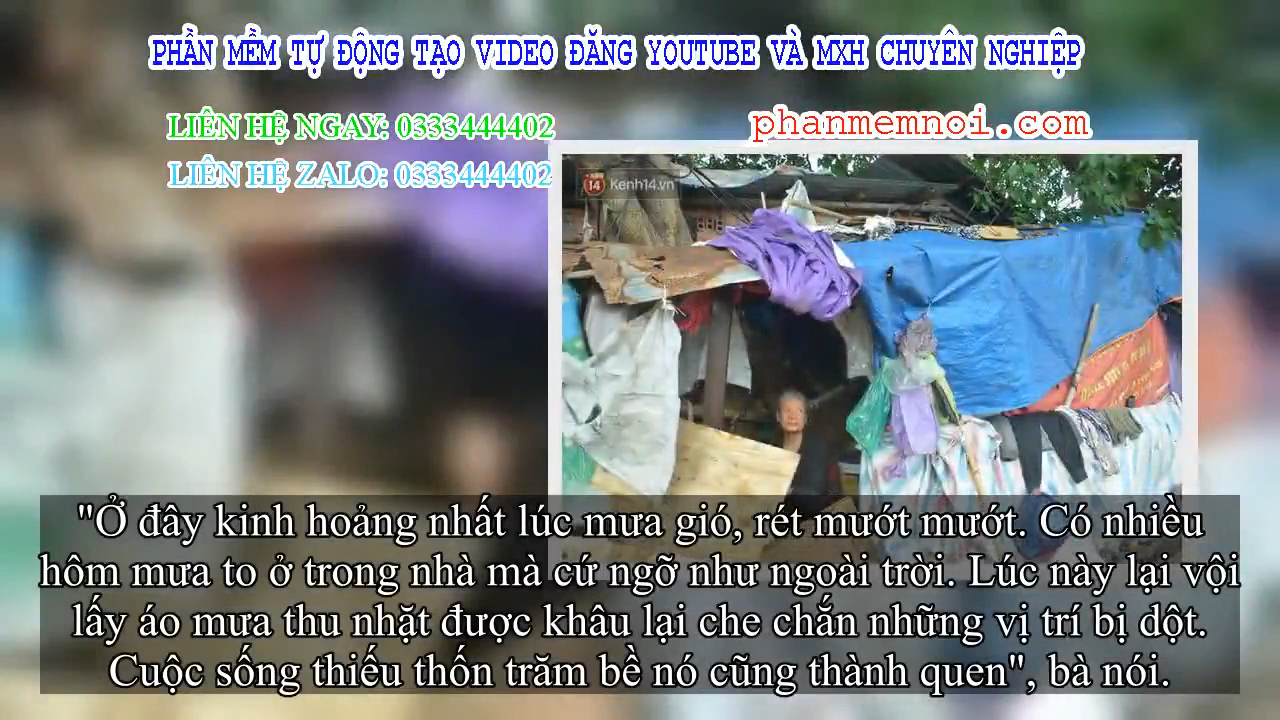 PHẦN MỀM TỰ ĐỘNG TẠO VIDEO ĐĂNG YOUTUBE VÀ MXH CHUYÊN NGHIỆP
LIÊN HỆ NGAY: 0333444402
phanmemnoi.com
LIÊN HỆ ZALO: 0333444402
14 Kenh14.vn
"Ở đây kinh hoảng nhất lúc mưa gió, rét mướt mướt. Có nhiều
hôm mưa to ở trong nhà mà cứ ngỡ như ngoài trời. Lúc này lại vội
lấy áo mưa thu nhặt được khâu lại che chắn những vị trí bị dột.
Cuộc sống thiếu thốn trăm bề nó cũng thành quen", bà nói.